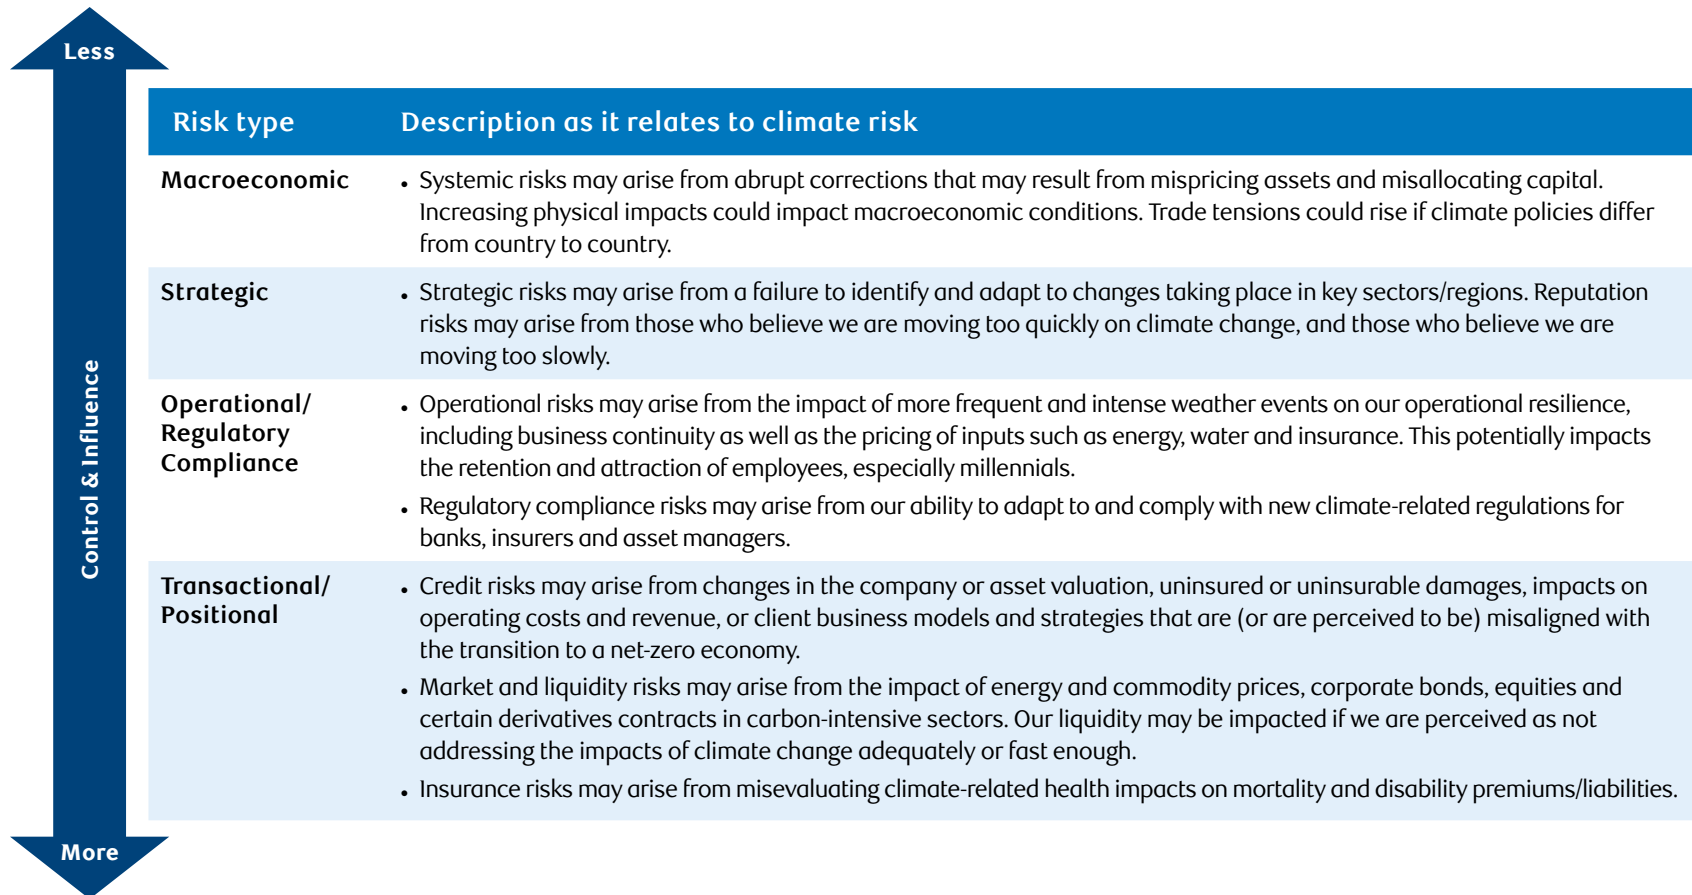 Less
Control & Influence
More
Risk type Description as it relates to climate risk
Macroeconomic
• Systemic risks may arise from abrupt corrections that may result from mispricing assets and misallocating capital.
Increasing physical impacts could impact macroeconomic conditions. Trade tensions could rise if climate policies differ
from country to country.
Strategic
• Strategic risks may arise from a failure to identify and adapt to changes taking place in key sectors/regions. Reputation
risks may arise from those who believe we are moving too quickly on climate change, and those who believe we are
moving too slowly.
Operational/
Regulatory
Compliance
• Operational risks may arise from the impact of more frequent and intense weather events on our operational resilience,
including business continuity as well as the pricing of inputs such as energy, water and insurance. This potentially impacts
the retention and attraction of employees, especially millennials.
• Regulatory compliance risks may arise from our ability to adapt to and comply with new climate-related regulations for
banks, insurers and asset managers.
Transactional/
Positional
• Credit risks may arise from changes in the company or asset valuation, uninsured or uninsurable damages, impacts on
operating costs and revenue, or client business models and strategies that are (or are perceived to be) misaligned with
the transition to a net-zero economy.
• Market and liquidity risks may arise from the impact of energy and commodity prices, corporate bonds, equities and
certain derivatives contracts in carbon-intensive sectors. Our liquidity may be impacted if we are perceived as not
addressing the impacts of climate change adequately or fast enough.
• Insurance risks may arise from misevaluating climate-related health impacts on mortality and disability premiums/liabilities.